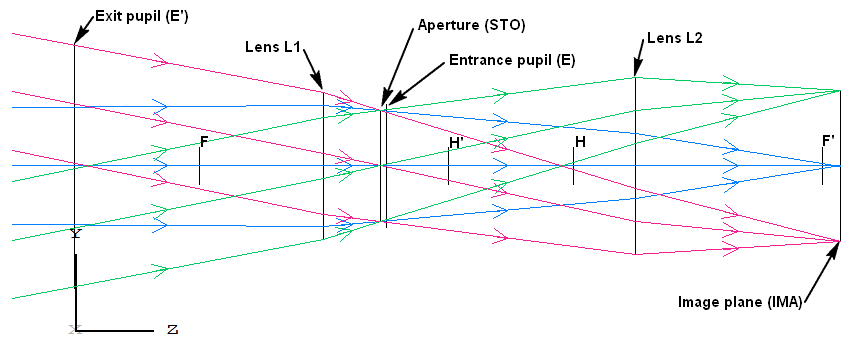 Exit pupil (E')
Aperture (STO)
Lens L1
Lens L2
Entrance pupil (E)
F
H'
H
F'
Y
X
Z
Image plane (IMA)